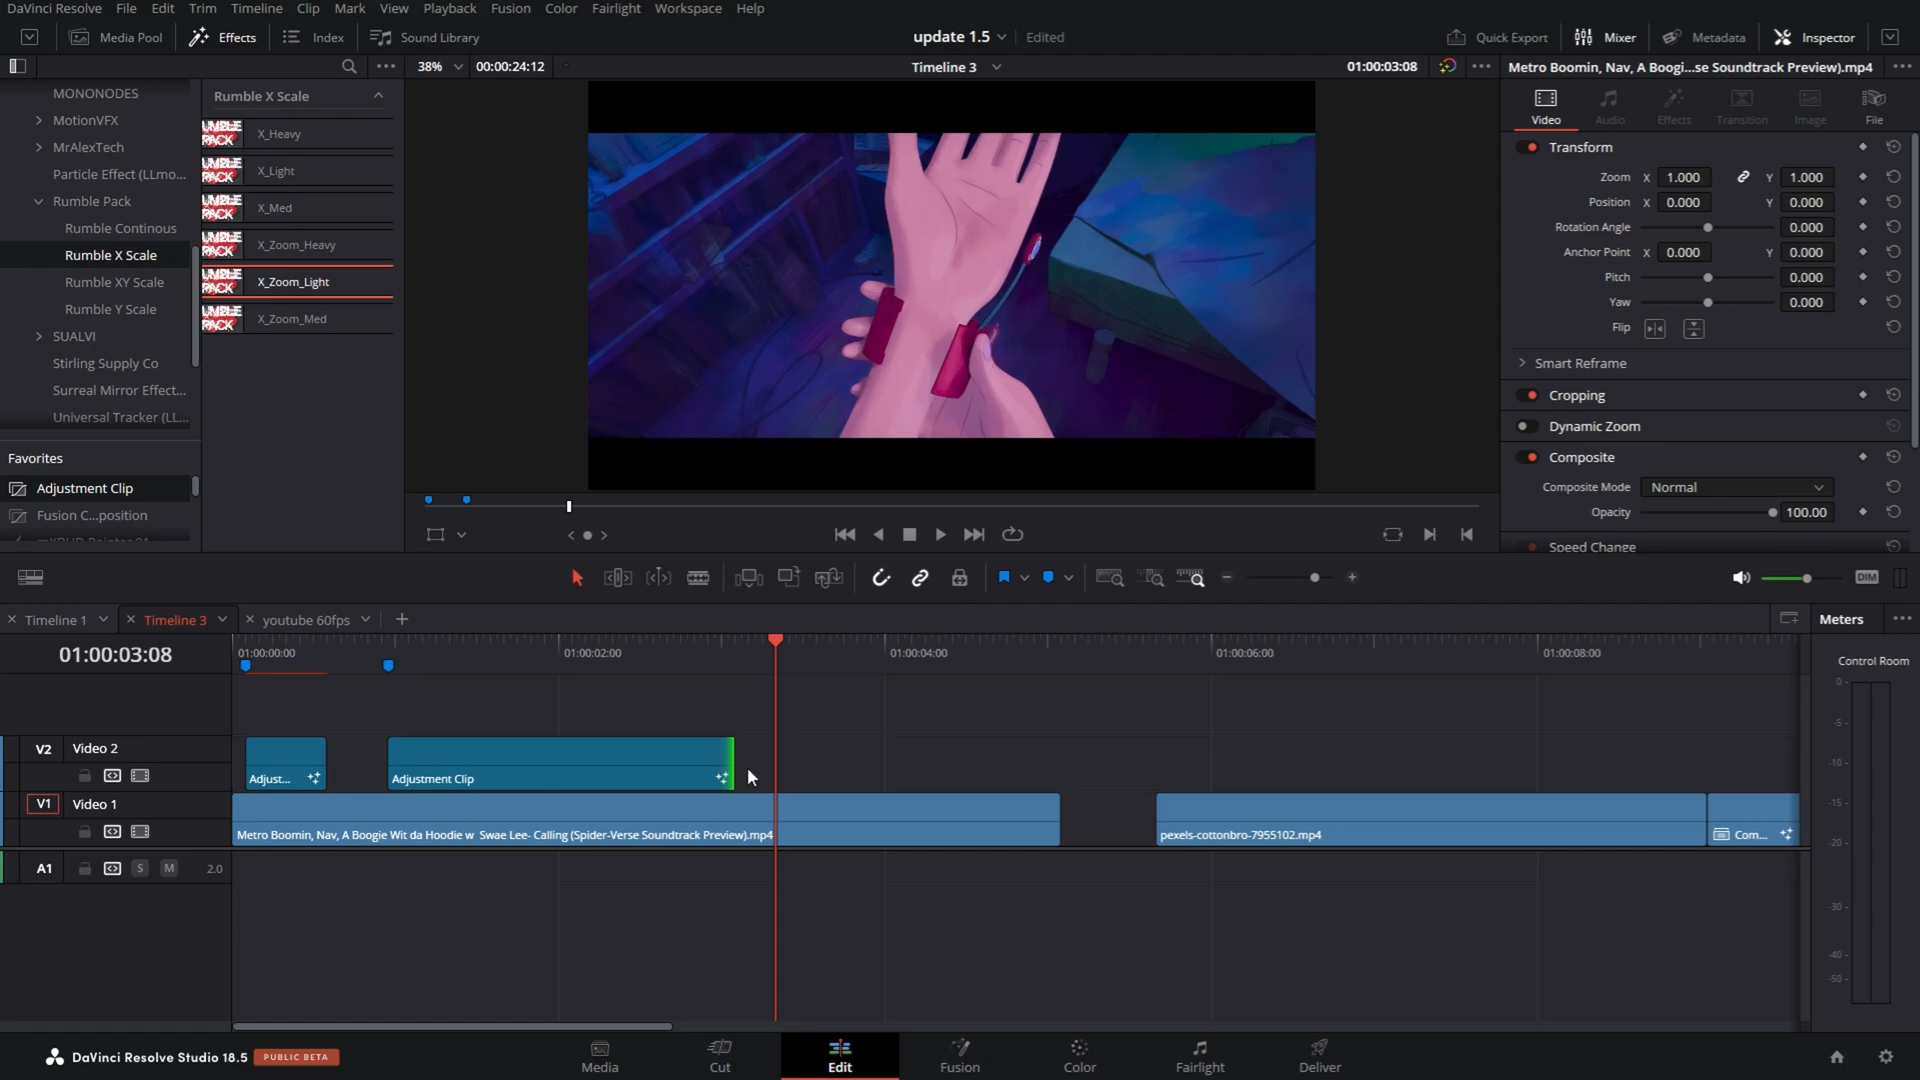 DaVinci Resolve File Edit Trim Timeline Clip Mark View Playback Fusion Color Fairlight Workspace Help
Media Pool Effects Index Sound Library update 1.5 Edited Quick Export Mixer Metadata Inspector
38% 00:00:24:12 Timeline 3 01:00:03:08 Metro Boomin, Nav, A Boogi...se Soundtrack Preview).mp4
MONONODES
MotionVFX
MrAlexTech
Particle Effect (LLmo...
Rumble Pack
Rumble Continous
Rumble X Scale
Rumble XY Scale
Rumble Y Scale
SUALVI
Stirling Supply Co
Surreal Mirror Effect...
Universal Tracker (LL...
Favorites
Adjustment Clip
Fusion C...position
Rumble X Scale
X_Heavy
X_Light
X_Med
X_Zoom_Heavy
X_Zoom_Light
X_Zoom_Med
Video Audio Effects Transition Image File
Transform
Zoom X 1.000 Y 1.000
Position X 0.000 Y 0.000
Rotation Angle 0.000
Anchor Point X 0.000 Y 0.000
Pitch 0.000
Yaw 0.000
Flip
Smart Reframe
Cropping
Dynamic Zoom
Composite
Composite Mode Normal
Opacity 100.00
Speed Change
DIM
Timeline 1 Timeline 3 youtube 60fps Meters
01:00:03:08 01:00:00:00 01:00:02:00 01:00:04:00 01:00:06:00 01:00:08:00
Control Room
0
-5
-10
-15
-20
-30
-40
-50
V2 Video 2
Adjust... Adjustment Clip
V1 Video 1
Metro Boomin, Nav, A Boogie Wit da Hoodie w Swae Lee- Calling (Spider-Verse Soundtrack Preview).mp4 pexels-cottonbro-7955102.mp4 Com...
A1 S M 2.0
DaVinci Resolve Studio 18.5 PUBLIC BETA
Media Cut Edit Fusion Color Fairlight Deliver